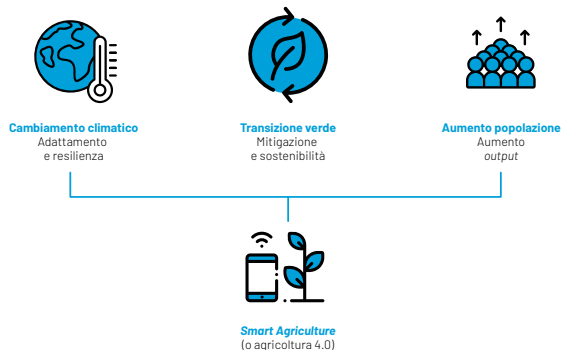 Cambiamento climatico
Adattamento
e resilienza
Transizione verde
Mitigazione
e sostenibilità
Aumento popolazione
Aumento
output
Smart Agriculture
(o agricoltura 4.0)